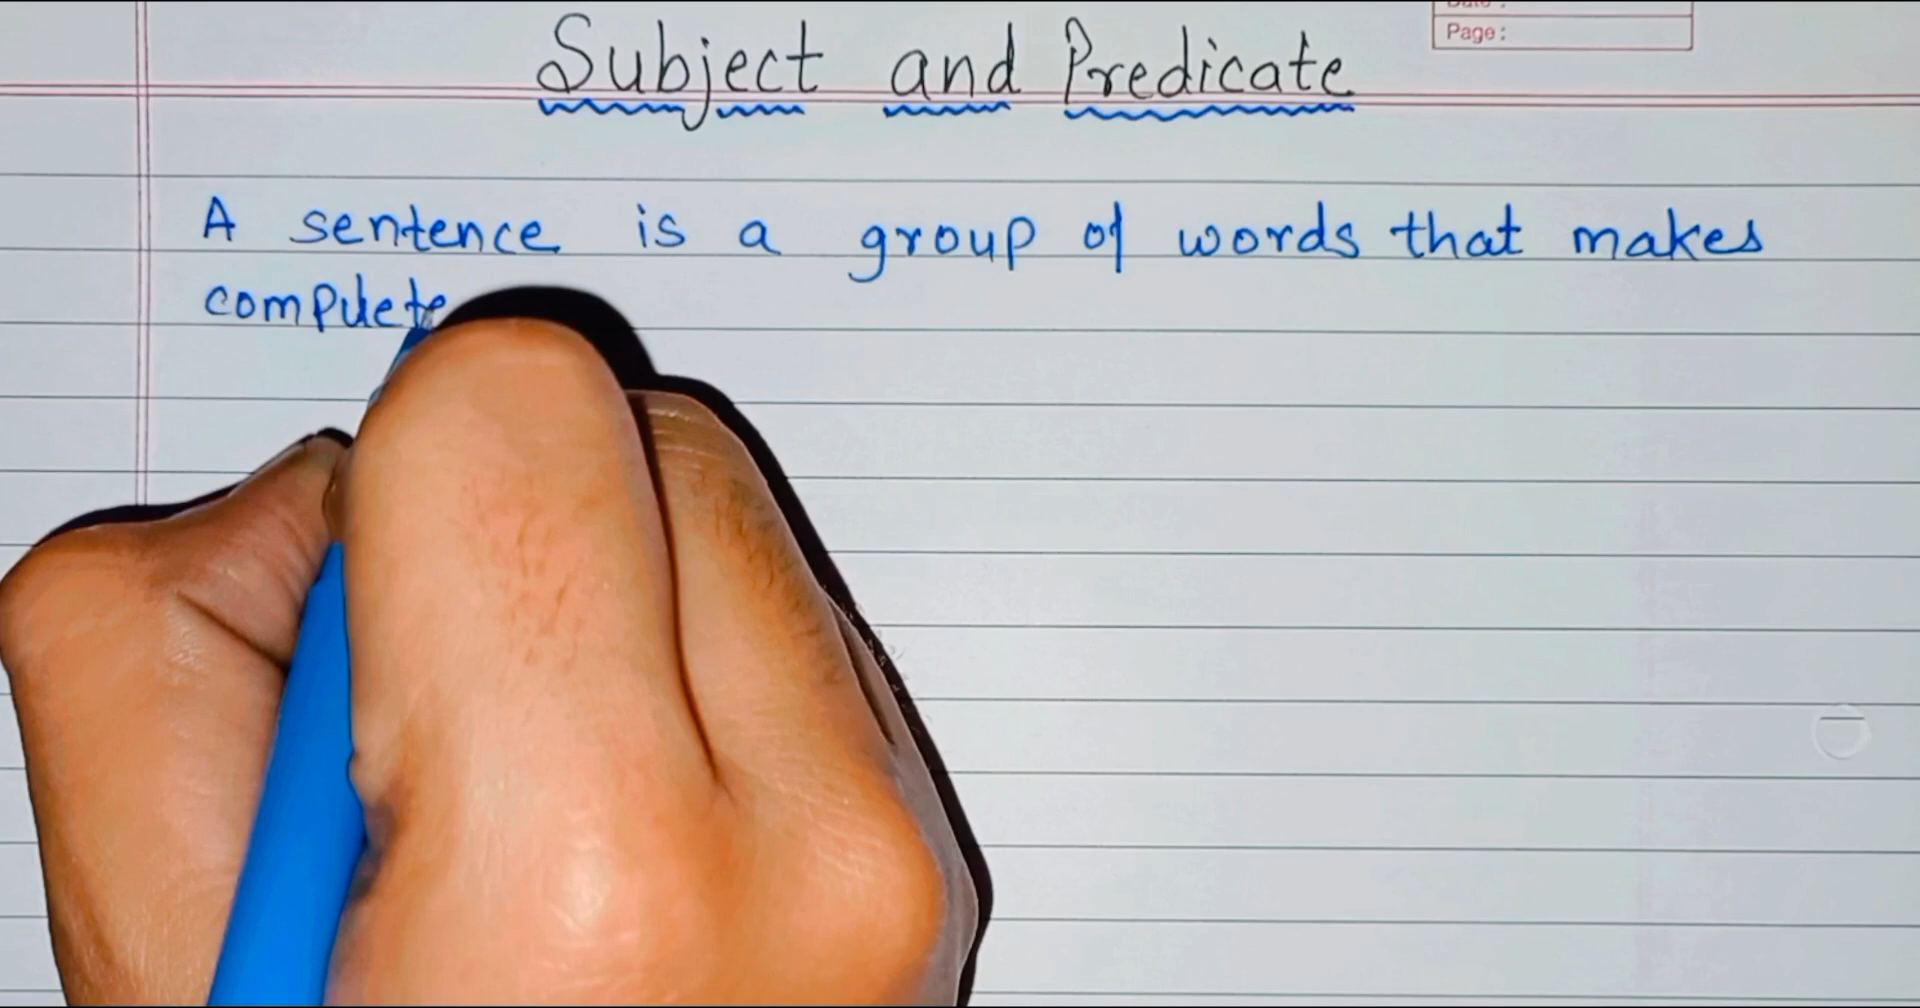 Page:
Subject and Predicate
A sentence is a group of words that makes
complete